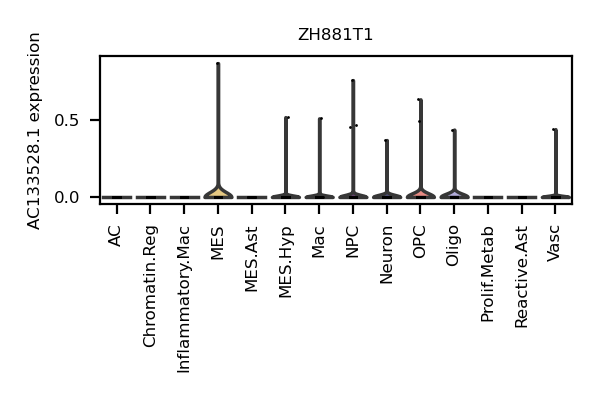 ZH881T1
AC133528.1 expression
0.5
0.0
AC
Chromatin.Reg
Inflammatory.Mac
MES
MES.Ast
MES.Hyp
Mac
NPC
Neuron
OPC
Oligo
Prolif.Metab
Reactive.Ast
Vasc